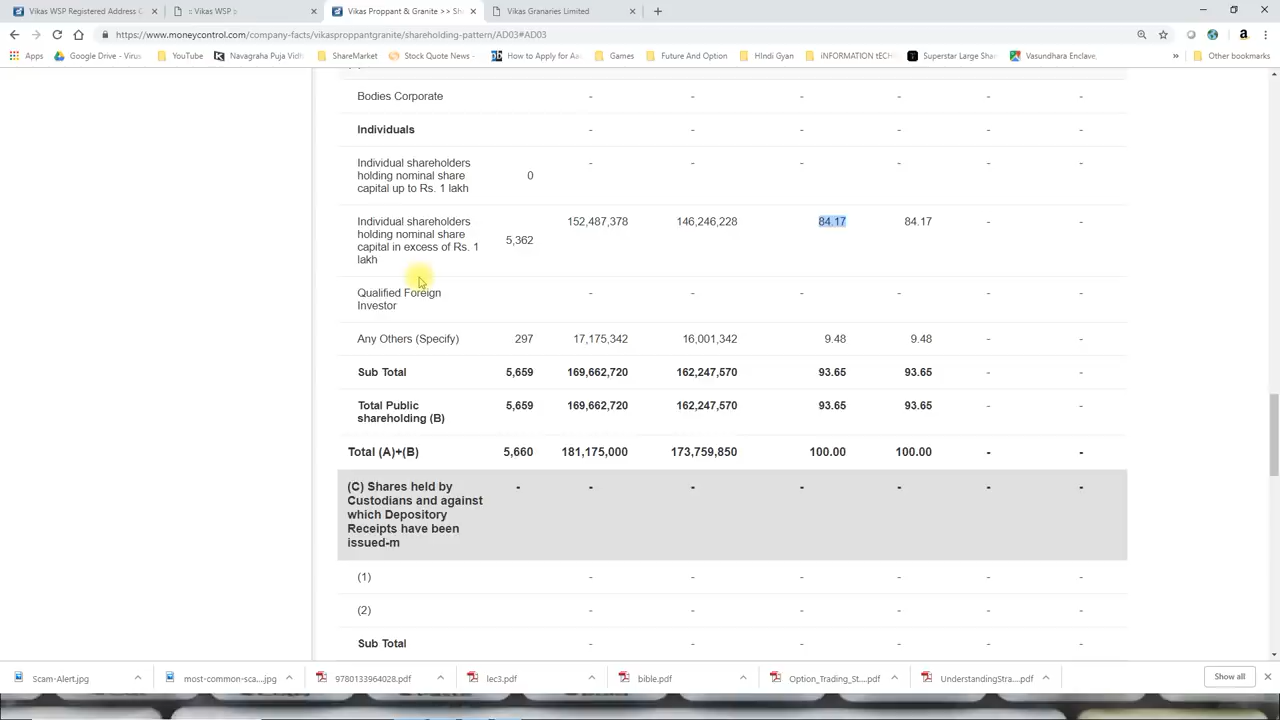 Vikas WSP Registered Address
:: Vikas WSP ::
Vikas Proppant & Granite >> Sh
Vikas Granaries Limited
https://www.moneycontrol.com/company-facts/vikasproppantgranite/shareholding-pattern/AD03#AD03
Apps Google Drive - Virus YouTube Navagraha Puja Vidh ShareMarket Stock Quote News - How to Apply for Aad Games Future And Option HIndi Gyan iNFORMATION tECH Superstar Large Shar Vasundhara Enclave, » Other bookmarks
Bodies Corporate - - - - - -
Individuals - - - - - -
Individual shareholders
holding nominal share
capital up to Rs. 1 lakh
0 - - - - - -
Individual shareholders
holding nominal share
capital in excess of Rs. 1
lakh
5,362 152,487,378 146,246,228 84.17 84.17 - -
Qualified Foreign
Investor
- - - - - -
Any Others (Specify) 297 17,175,342 16,001,342 9.48 9.48 - -
Sub Total 5,659 169,662,720 162,247,570 93.65 93.65 - -
Total Public
shareholding (B)
5,659 169,662,720 162,247,570 93.65 93.65 - -
Total (A)+(B) 5,660 181,175,000 173,759,850 100.00 100.00 - -
(C) Shares held by
Custodians and against
which Depository
Receipts have been
issued-m
- - - - - - -
(1) - - - - - -
(2) - - - - - -
Sub Total - - - - - -
Scam-Alert.jpg most-common-sca....jpg 9780133964028.pdf lec3.pdf bible.pdf Option_Trading_St....pdf UnderstandingStra....pdf Show all